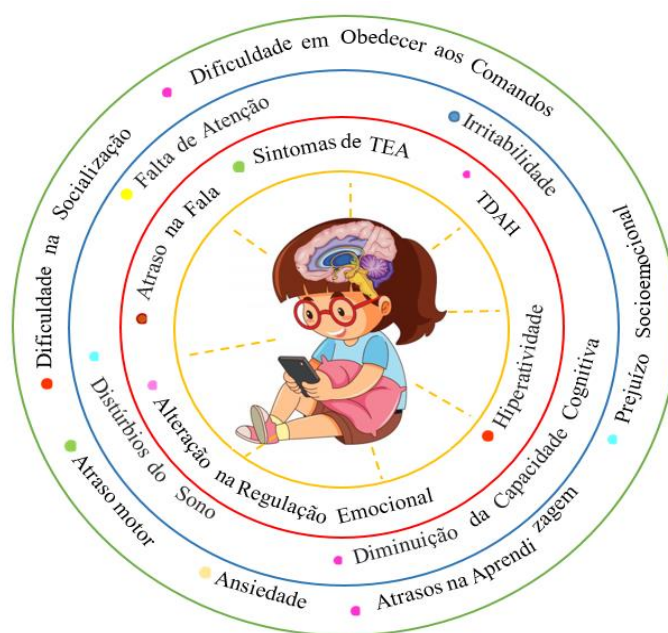 Dificuldade em Obedecer aos Comandos
Prejuízo Socioemocional
Atrasos na Aprendi zagem
Ansiedade
Atraso motor
Dificuldade na Socialização
Falta de Atenção
Irritabilidade
Diminuição da Capacidade Cognitiva
Distúrbios do Sono
Sintomas de TEA
TDAH
Hiperatividade
Alteração na Regulação Emocional
Atraso na Fala